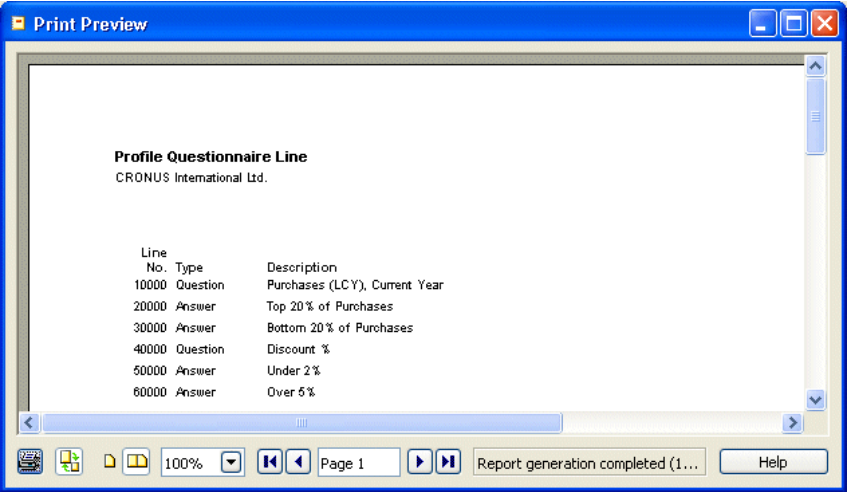 Print Preview
Profile Questionnaire Line
CRONUS International Ltd.
Line
No. Type Description
10000 Question Purchases (LCY), Current Year
20000 Answer Top 20% of Purchases
30000 Answer Bottom 20% of Purchases
40000 Question Discount %
50000 Answer Under 2%
60000 Answer Over 5%
100% Page 1 Report generation completed (1... Help